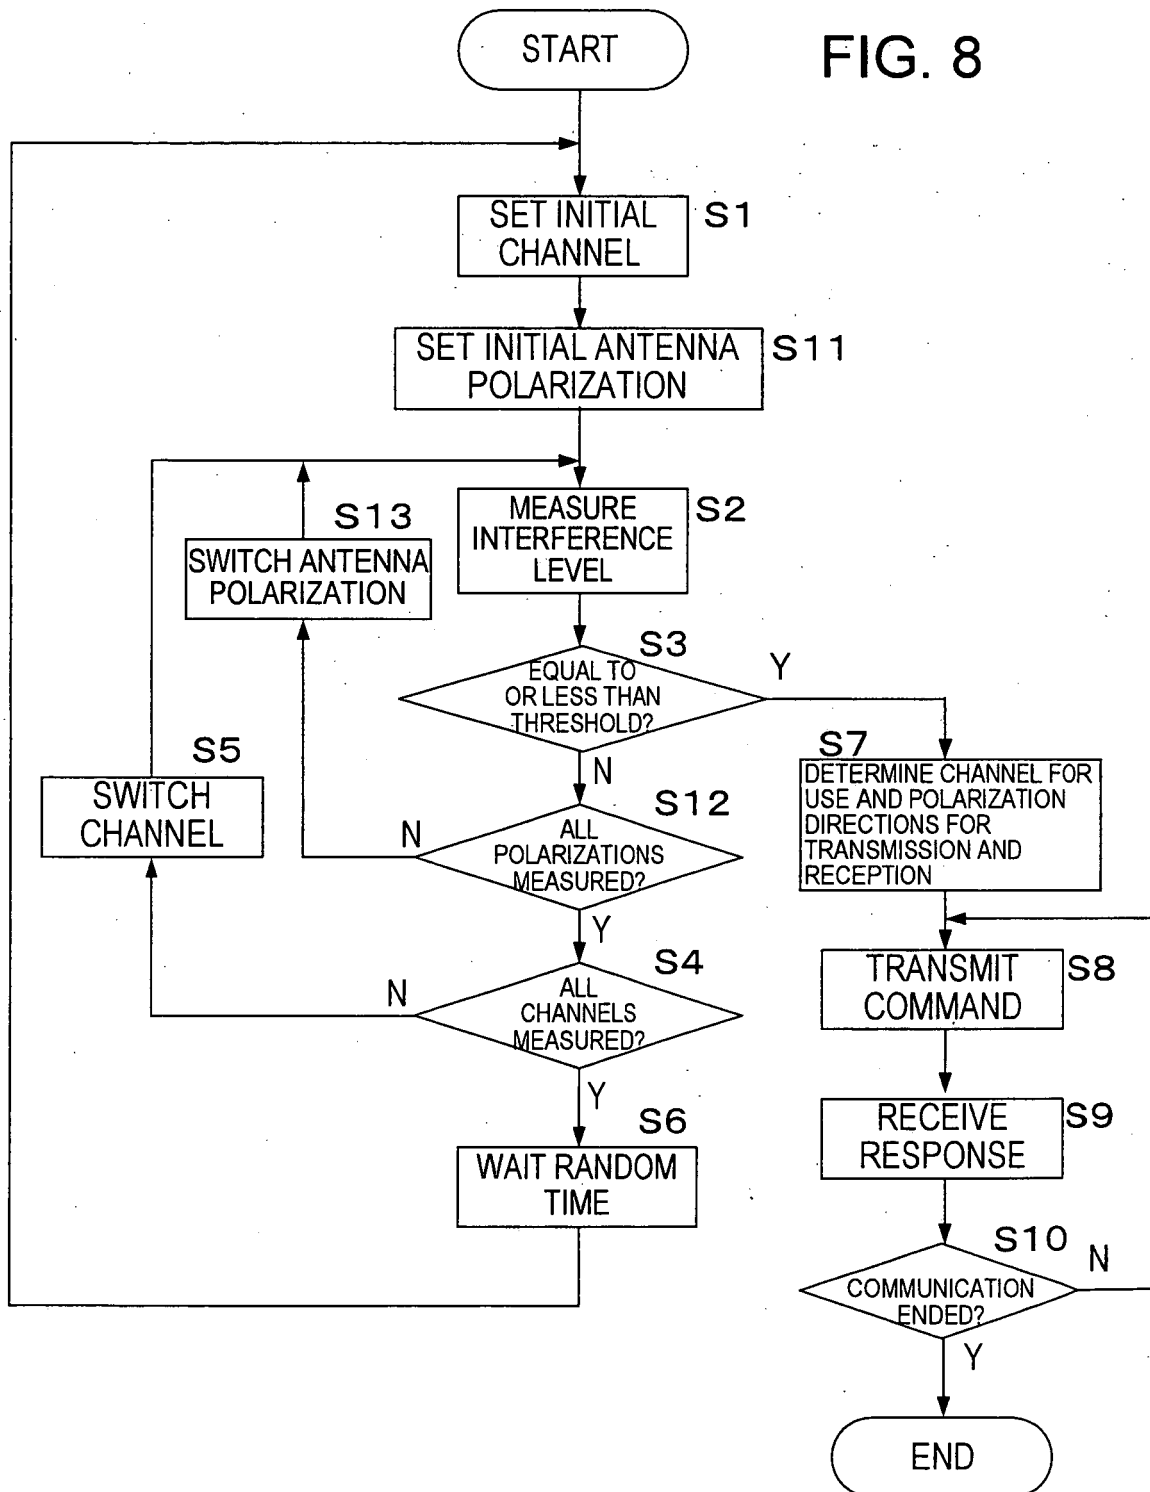 START
FIG. 8
SET INITIAL
CHANNEL
S1
SET INITIAL ANTENNA
POLARIZATION
S11
MEASURE
INTERFERENCE
LEVEL
S2
S13
SWITCH ANTENNA
POLARIZATION
S3
EQUAL TO
OR LESS THAN
THRESHOLD?
Y
N
S5
SWITCH
CHANNEL
S7
DETERMINE CHANNEL FOR
USE AND POLARIZATION
DIRECTIONS FOR
TRANSMISSION AND
RECEPTION
S12
ALL
POLARIZATIONS
MEASURED?
N
Y
S4
ALL
CHANNELS
MEASURED?
N
Y
TRANSMIT
COMMAND
S8
S6
WAIT RANDOM
TIME
RECEIVE
RESPONSE
S9
S10
COMMUNICATION
ENDED?
N
Y
END